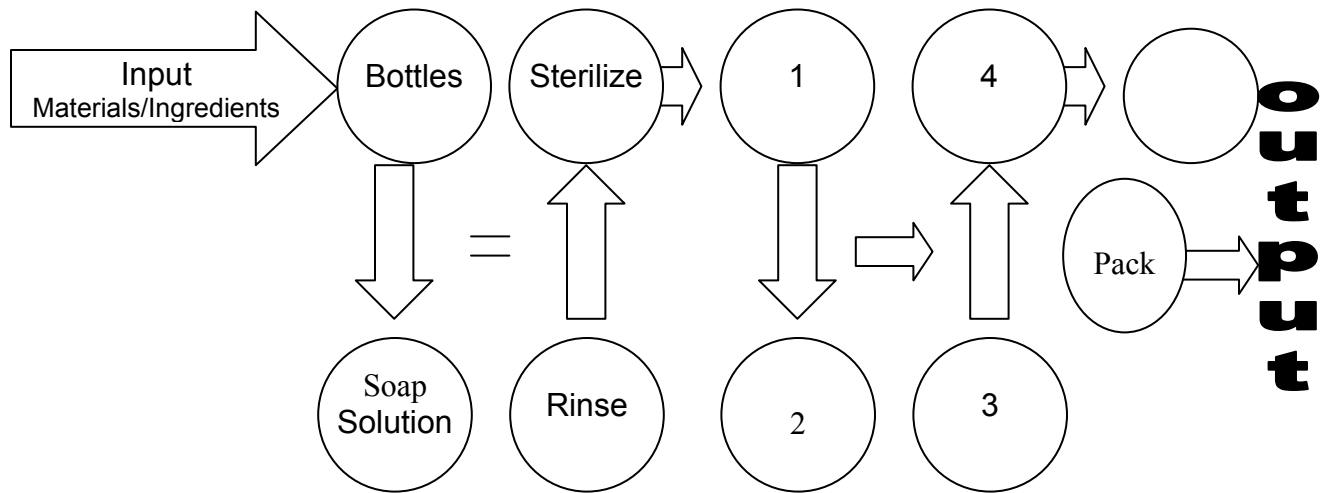 Input
Materials/Ingredients
Bottles
Sterilize
1
4
Pack
Soap
Solution
Rinse
2
3
output